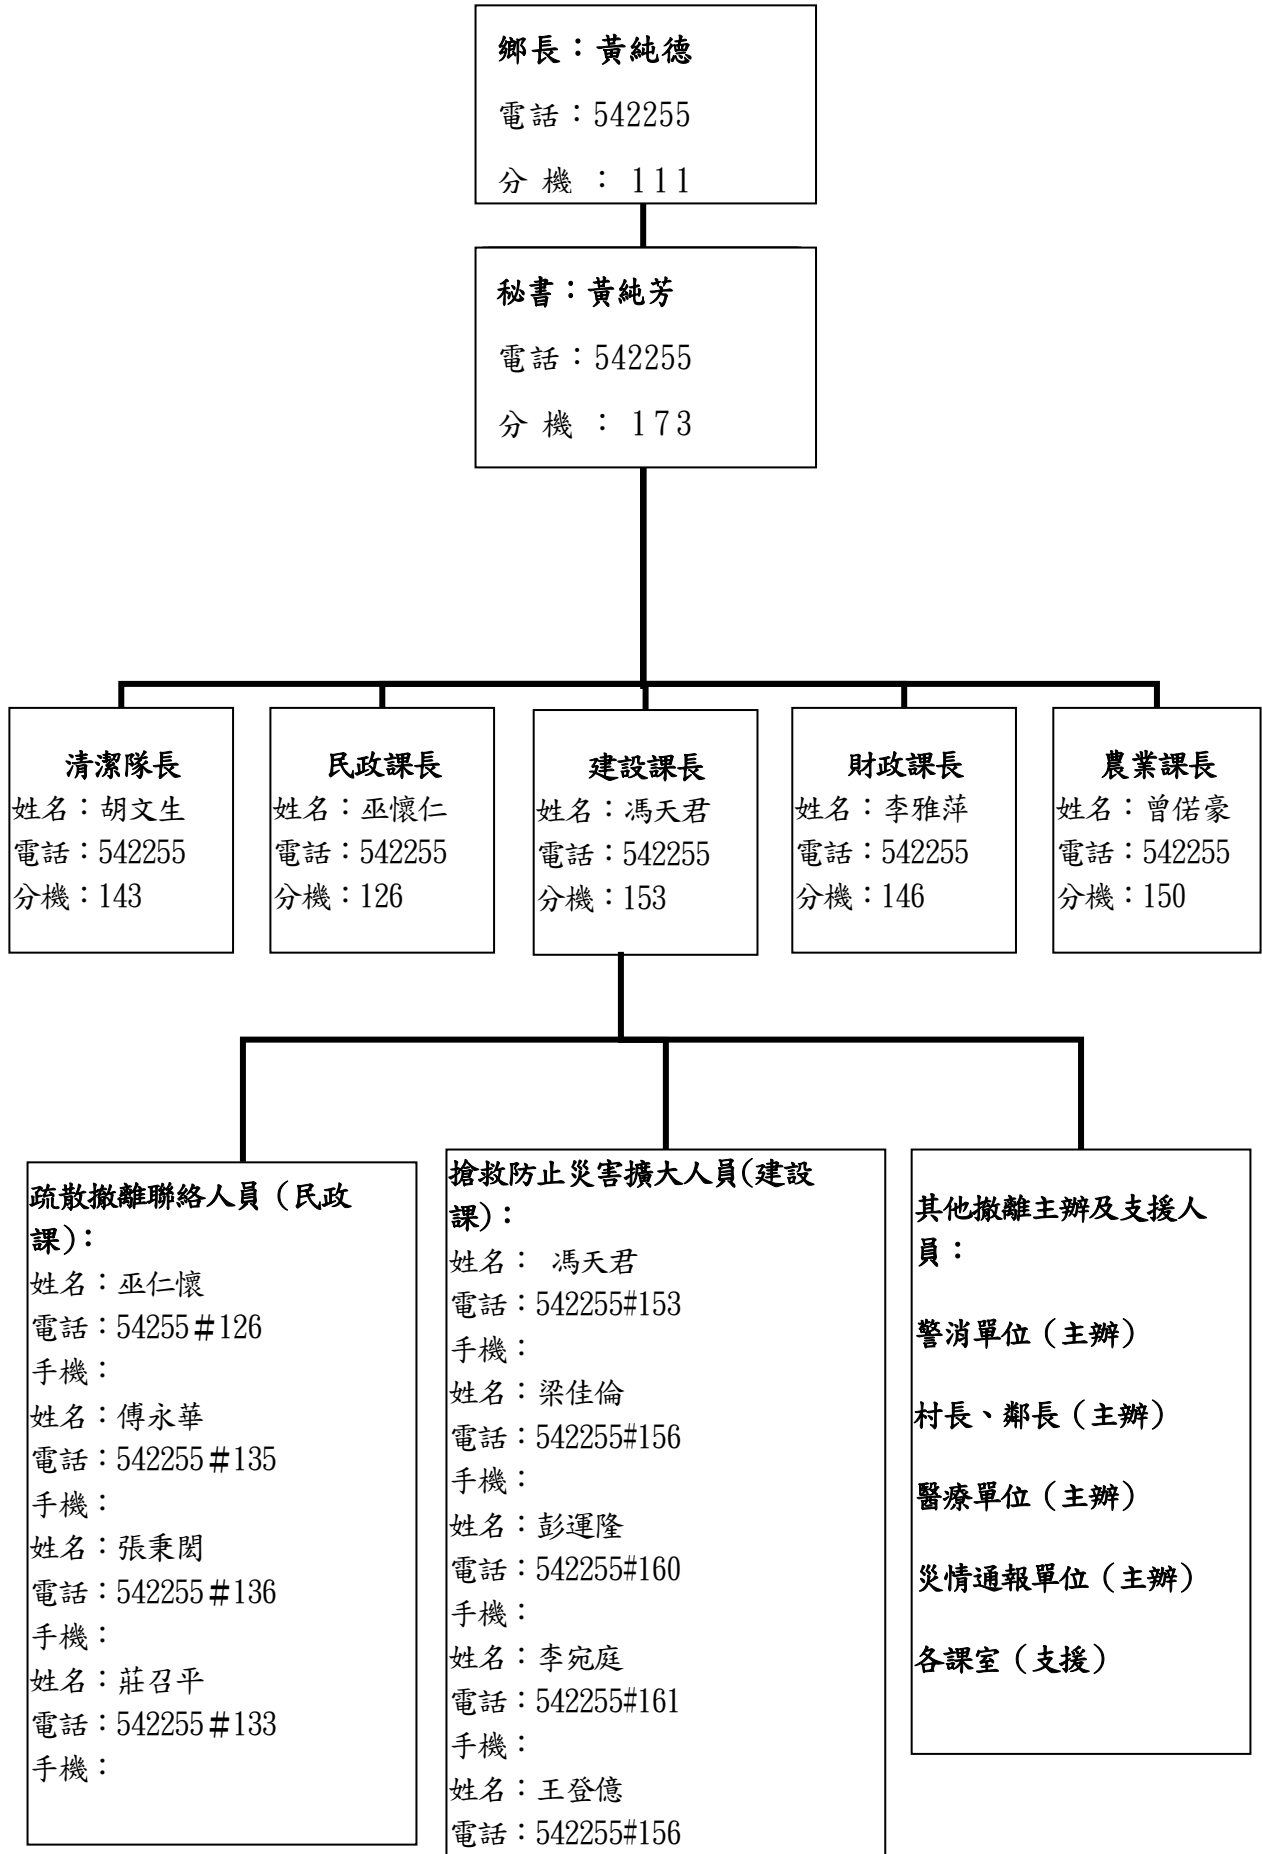 鄉長：黃純德
電話：542255
分機：111
秘書：黃純芳
電話：542255
分機：173
清潔隊長
姓名：胡文生
電話：542255
分機：143
民政課長
姓名：巫懷仁
電話：542255
分機：126
建設課長
姓名：馮天君
電話：542255
分機：153
財政課長
姓名：李雅萍
電話：542255
分機：146
農業課長
姓名：曾偌豪
電話：542255
分機：150
疏散撤離聯絡人員（民政
課）：
姓名：巫仁懷
電話：54255＃126
手機：
姓名：傅永華
電話：542255＃135
手機：
姓名：張秉閎
電話：542255＃136
手機：
姓名：莊召平
電話：542255＃133
手機：
搶救防止災害擴大人員(建設
課)：
姓名： 馮天君
電話：542255#153
手機：
姓名：梁佳倫
電話：542255#156
手機：
姓名：彭運隆
電話：542255#160
手機：
姓名：李宛庭
電話：542255#161
手機：
姓名：王登億
電話：542255#156
其他撤離主辦及支援人
員：
警消單位（主辦）
村長、鄰長（主辦）
醫療單位（主辦）
災情通報單位（主辦）
各課室（支援）